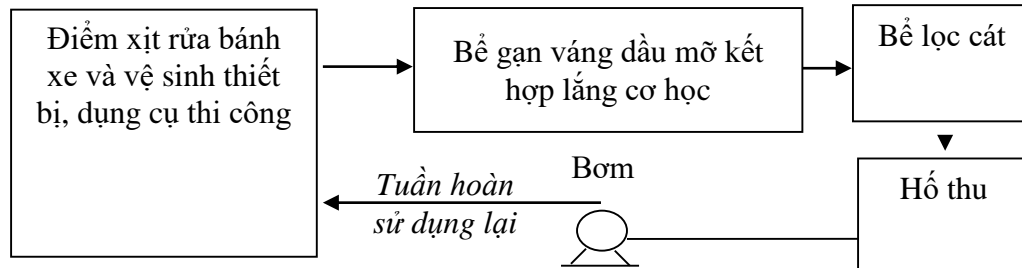 Điểm xịt rửa bánh
xe và vệ sinh thiết
bị, dụng cụ thi công
Bể gạn váng dầu mỡ kết
hợp lắng cơ học
Bể lọc cát
Hố thu
Bơm
Tuần hoàn
sử dụng lại